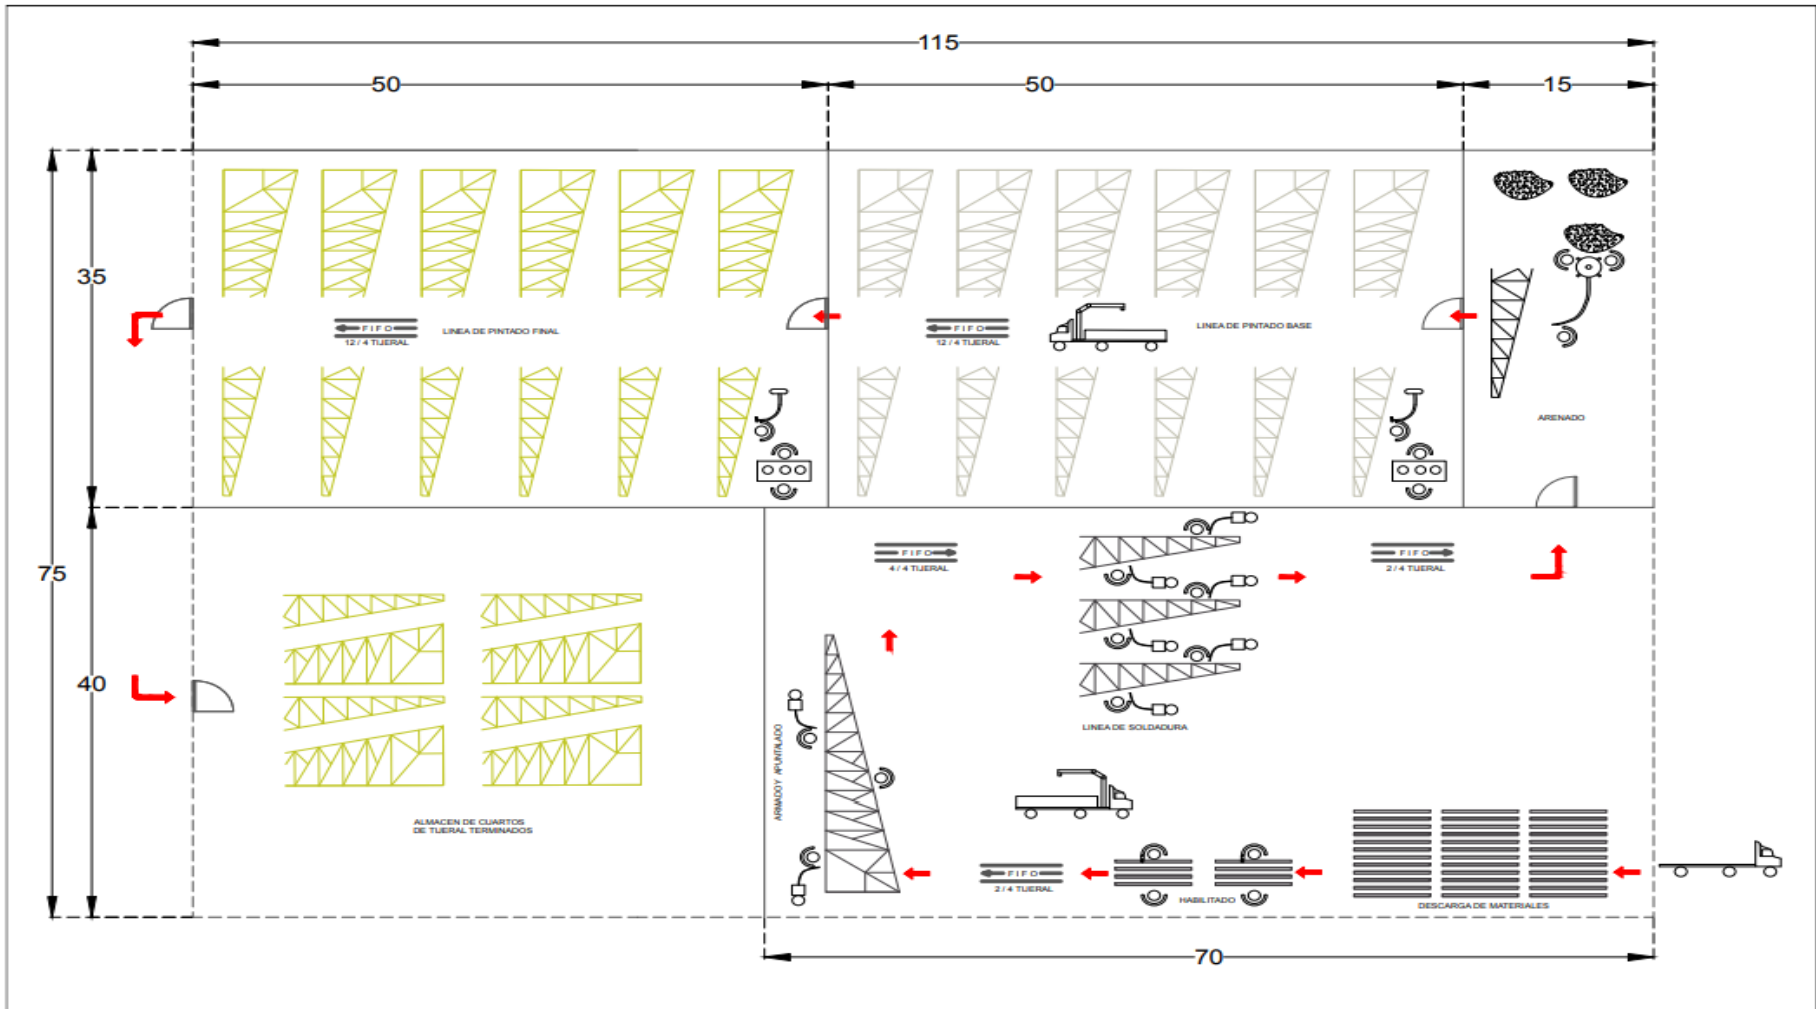 115
50
50
15
35
F I F O
12 / 4 TIJERAL
LINEA DE PINTADO FINAL
F I F O
12 / 4 TIJERAL
LINEA DE PINTADO BASE
ARENADO
75
40
F I F O
4 / 4 TIJERAL
F I F O
2 / 4 TIJERAL
LINEA DE SOLDADURA
ARMADO Y APUNTALADO
ALMACEN DE CUARTOS
DE TIJERAL TERMINADOS
F I F O
2 / 4 TIJERAL
HABILITADO
DESCARGA DE MATERIALES
70